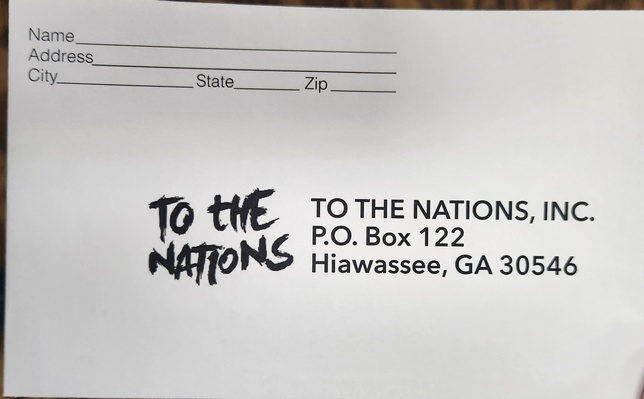 Name
Address
City State Zip
TO THE
NATIONS
TO THE NATIONS, INC.
P.O. Box 122
Hiawassee, GA 30546